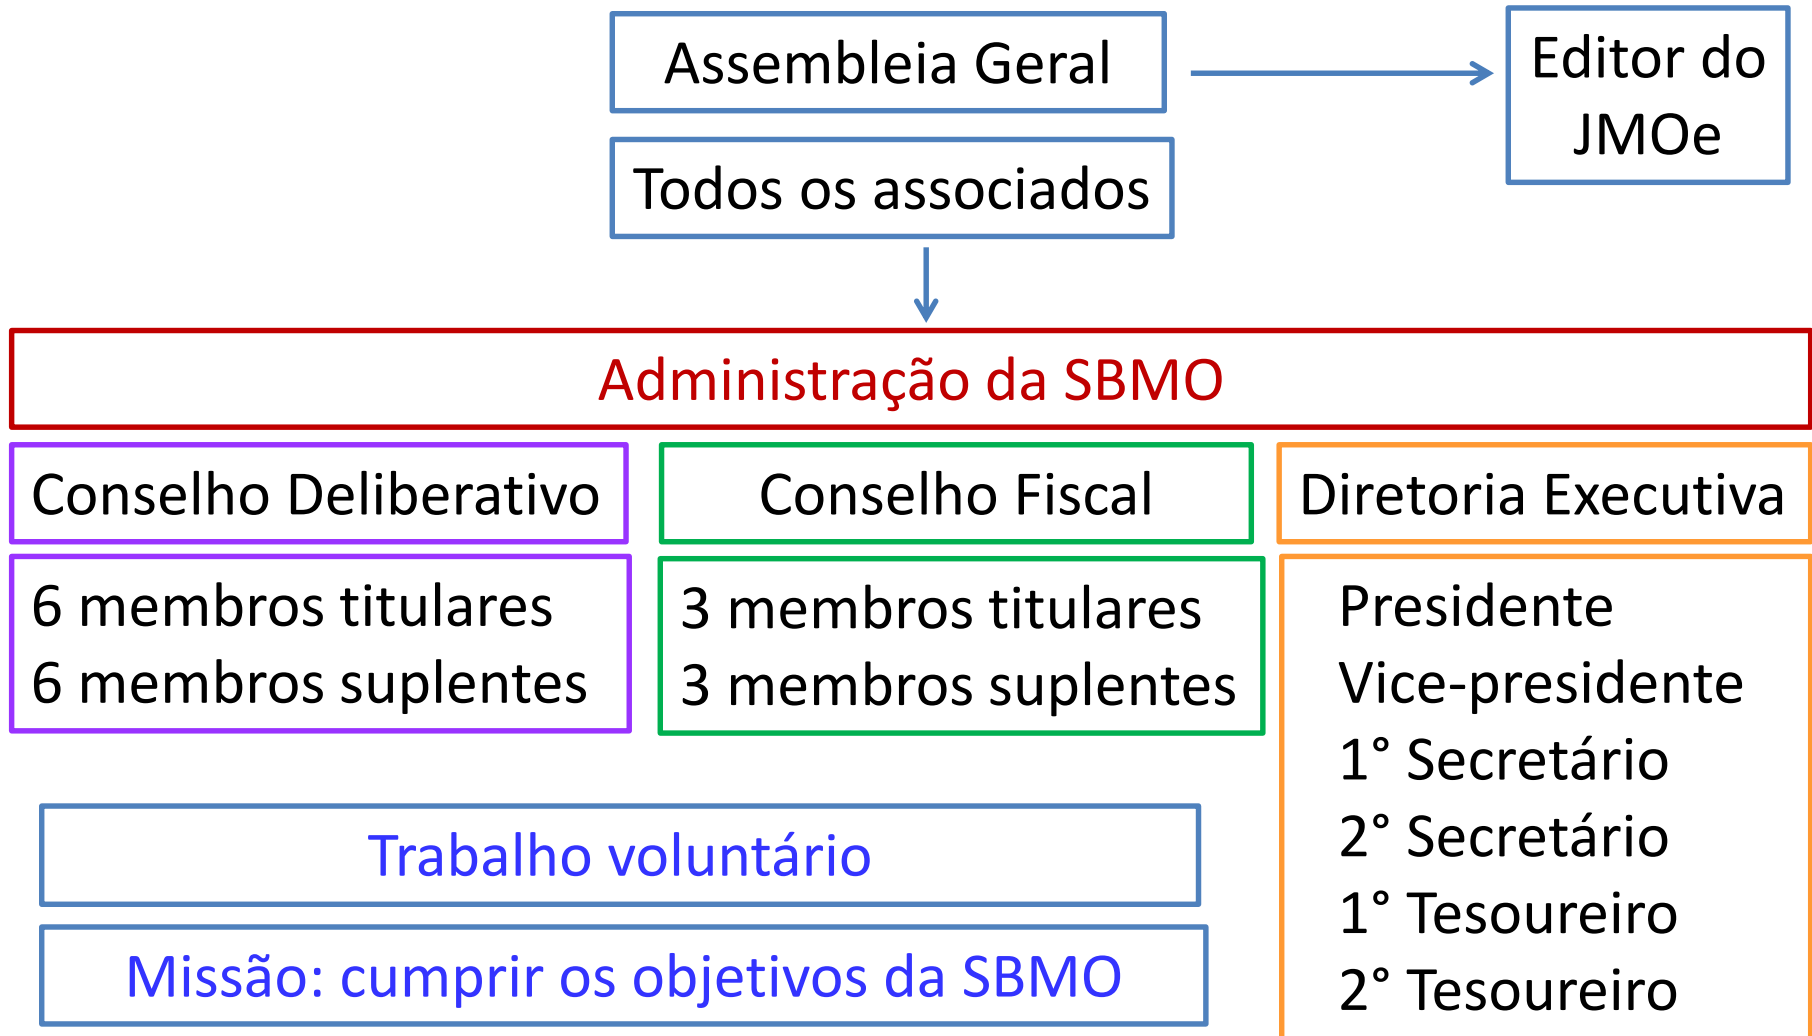 Assembleia Geral
Editor do
JMOe
Todos os associados
Administração da SBMO
Conselho Deliberativo
6 membros titulares
6 membros suplentes
Conselho Fiscal
3 membros titulares
3 membros suplentes
Diretoria Executiva
Presidente
Vice-presidente
1° Secretário
2° Secretário
1° Tesoureiro
2° Tesoureiro
Trabalho voluntário
Missão: cumprir os objetivos da SBMO